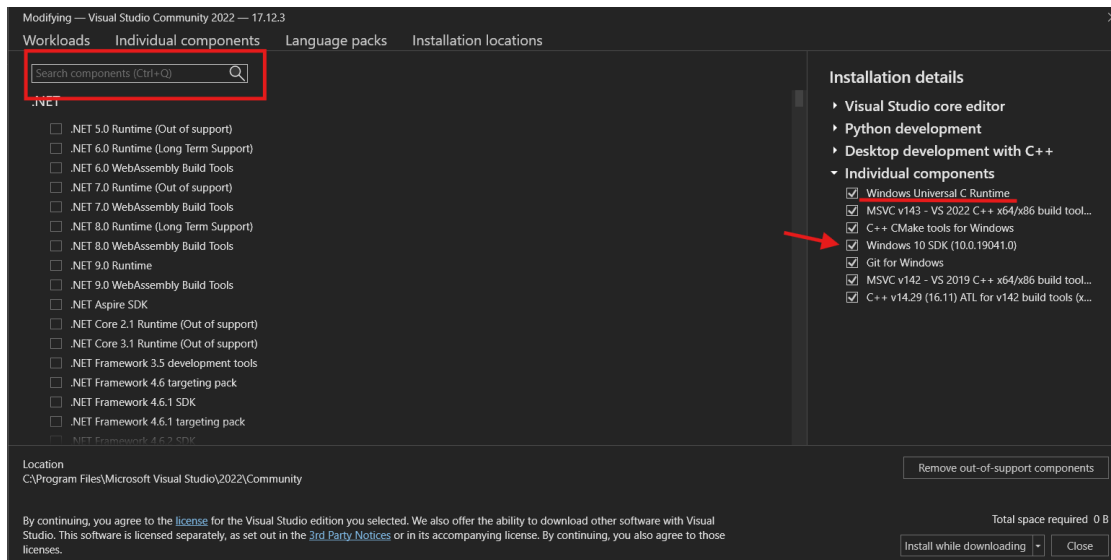 Modifying — Visual Studio Community 2022 — 17.12.3
Workloads Individual components Language packs Installation locations
Search components (Ctrl+Q)
.NET
.NET 5.0 Runtime (Out of support)
.NET 6.0 Runtime (Long Term Support)
.NET 6.0 WebAssembly Build Tools
.NET 7.0 Runtime (Out of support)
.NET 7.0 WebAssembly Build Tools
.NET 8.0 Runtime (Long Term Support)
.NET 8.0 WebAssembly Build Tools
.NET 9.0 Runtime
.NET 9.0 WebAssembly Build Tools
.NET Aspire SDK
.NET Core 2.1 Runtime (Out of support)
.NET Core 3.1 Runtime (Out of support)
.NET Framework 3.5 development tools
.NET Framework 4.6 targeting pack
.NET Framework 4.6.1 SDK
.NET Framework 4.6.1 targeting pack
.NET Framework 4.6.2 SDK
Installation details
Visual Studio core editor
Python development
Desktop development with C++
Individual components
Windows Universal C Runtime
MSVC v143 - VS 2022 C++ x64/x86 build tool...
C++ CMake tools for Windows
Windows 10 SDK (10.0.19041.0)
Git for Windows
MSVC v142 - VS 2019 C++ x64/x86 build tool...
C++ v14.29 (16.11) ATL for v142 build tools (x...
Location
C:\Program Files\Microsoft Visual Studio\2022\Community
Remove out-of-support components
By continuing, you agree to the license for the Visual Studio edition you selected. We also offer the ability to download other software with Visual
Studio. This software is licensed separately, as set out in the 3rd Party Notices or in its accompanying license. By continuing, you also agree to those
licenses.
Total space required 0 B
Install while downloading
Close